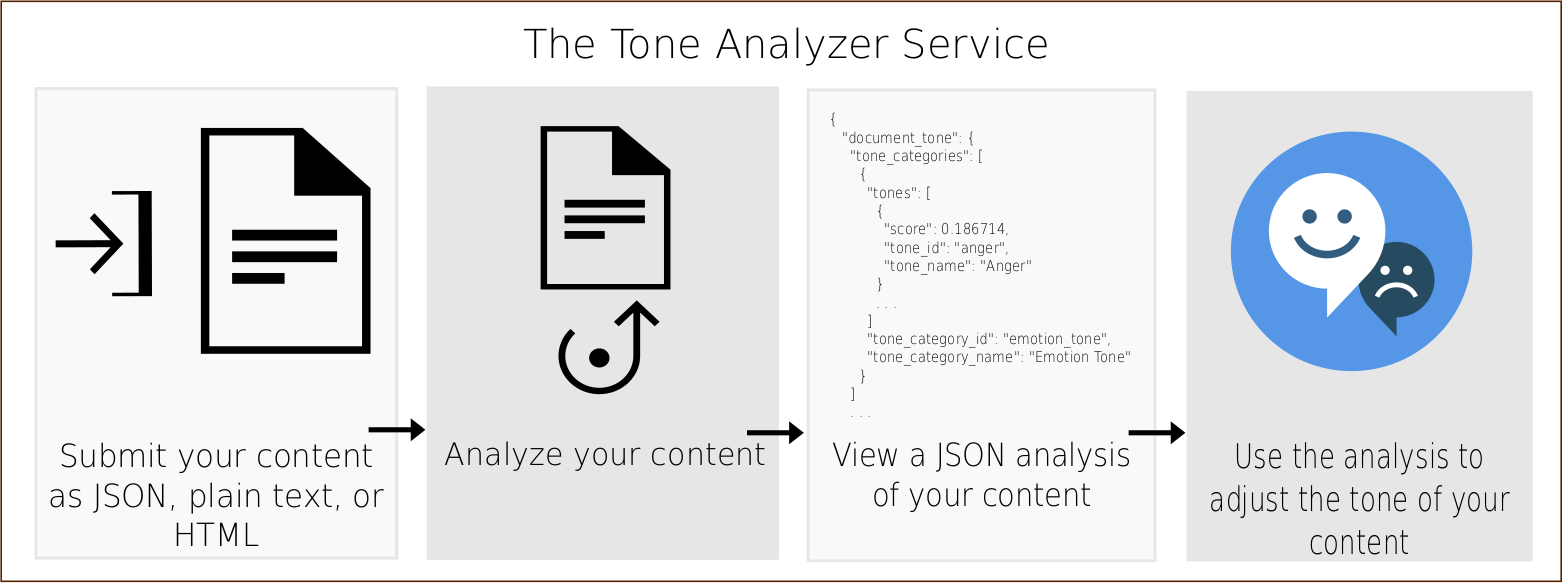 The Tone Analyzer Service
Submit your content
as JSON, plain text, or
HTML
Analyze your content
{
"document_tone": {
"tone_categories": [
{
"tones": [
{
"score": 0.186714,
"tone_id": "anger",
"tone_name": "Anger"
}
. . .
]
"tone_category_id": "emotion_tone",
"tone_category_name": "Emotion Tone"
}
]
. . .
View a JSON analysis
of your content
Use the analysis to
adjust the tone of your
content